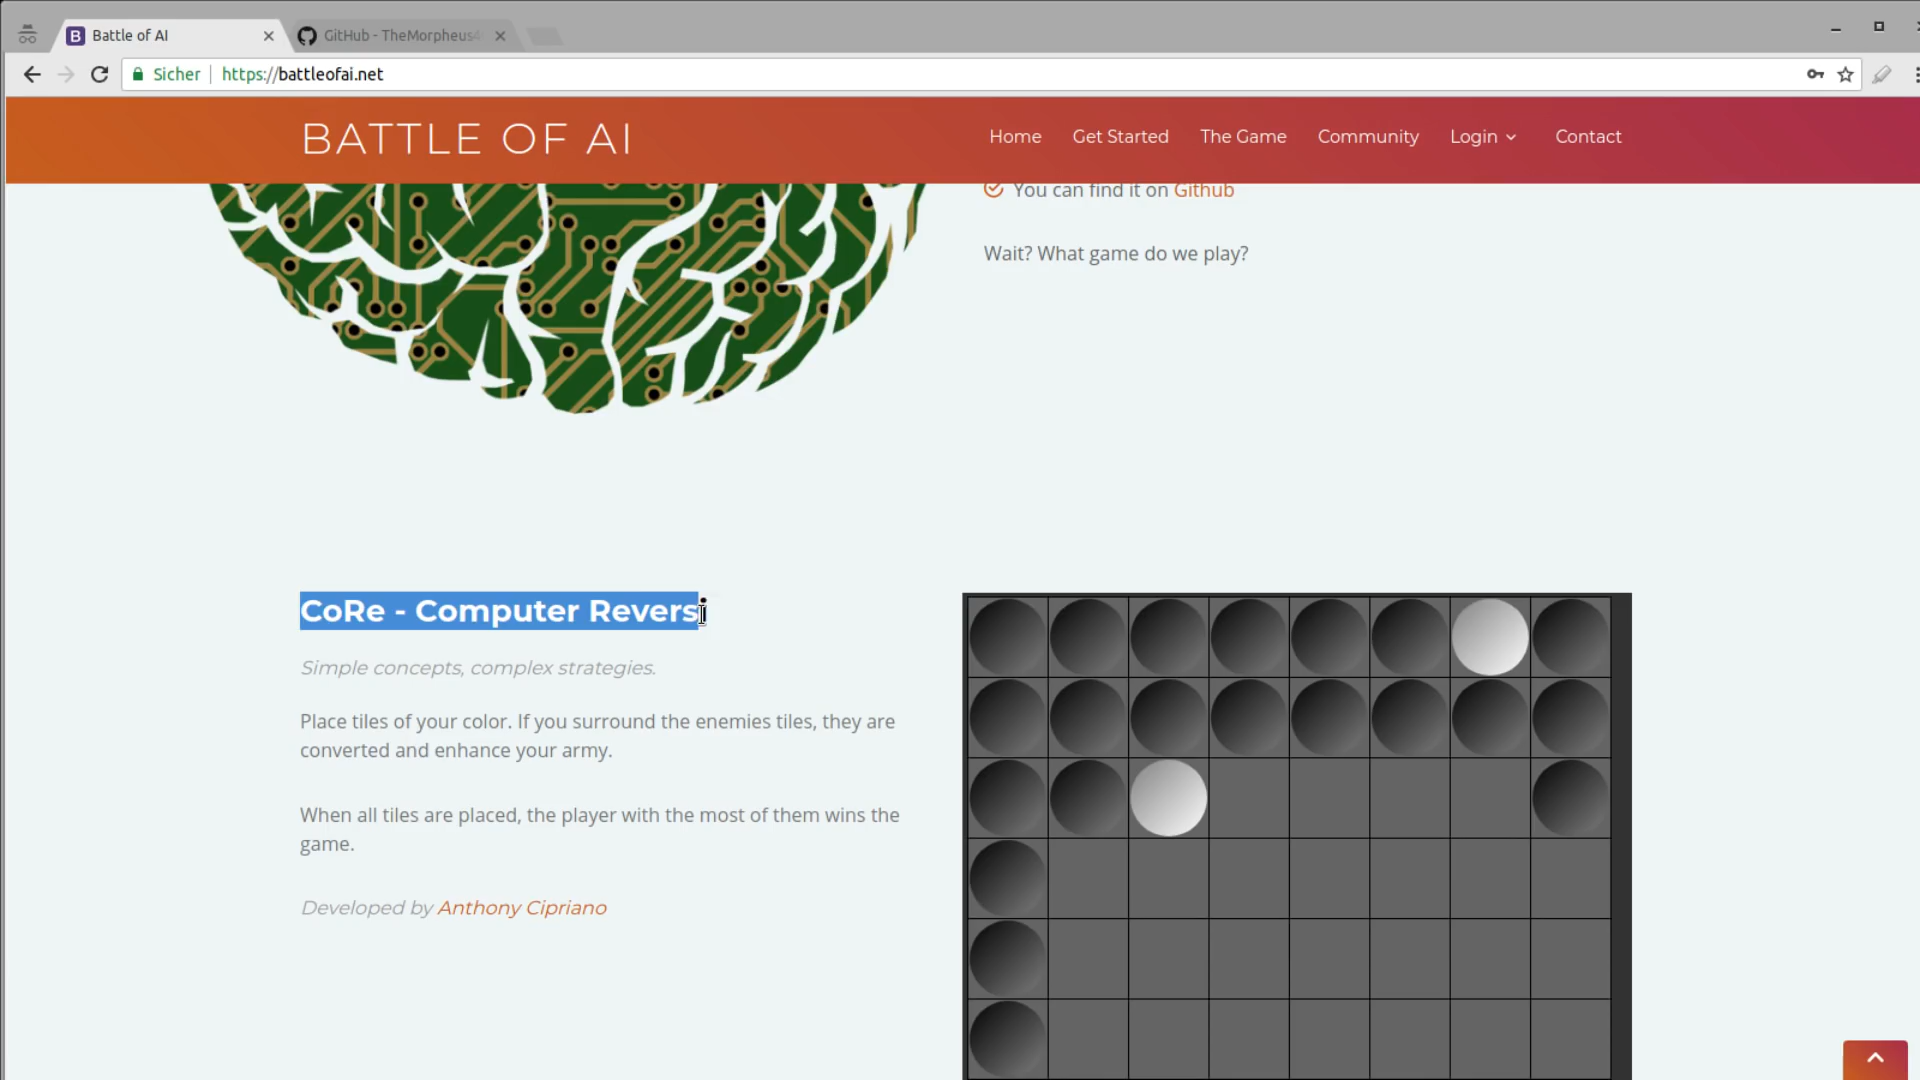 Battle of AI
GitHub - TheMorpheus4
Sicher
https://battleofai.net
BATTLE OF AI
Home
Get Started
The Game
Community
Login
Contact
You can find it on Github
Wait? What game do we play?
CoRe - Computer Reversi
Simple concepts, complex strategies.
Place tiles of your color. If you surround the enemies tiles, they are
converted and enhance your army.
When all tiles are placed, the player with the most of them wins the
game.
Developed by Anthony Cipriano